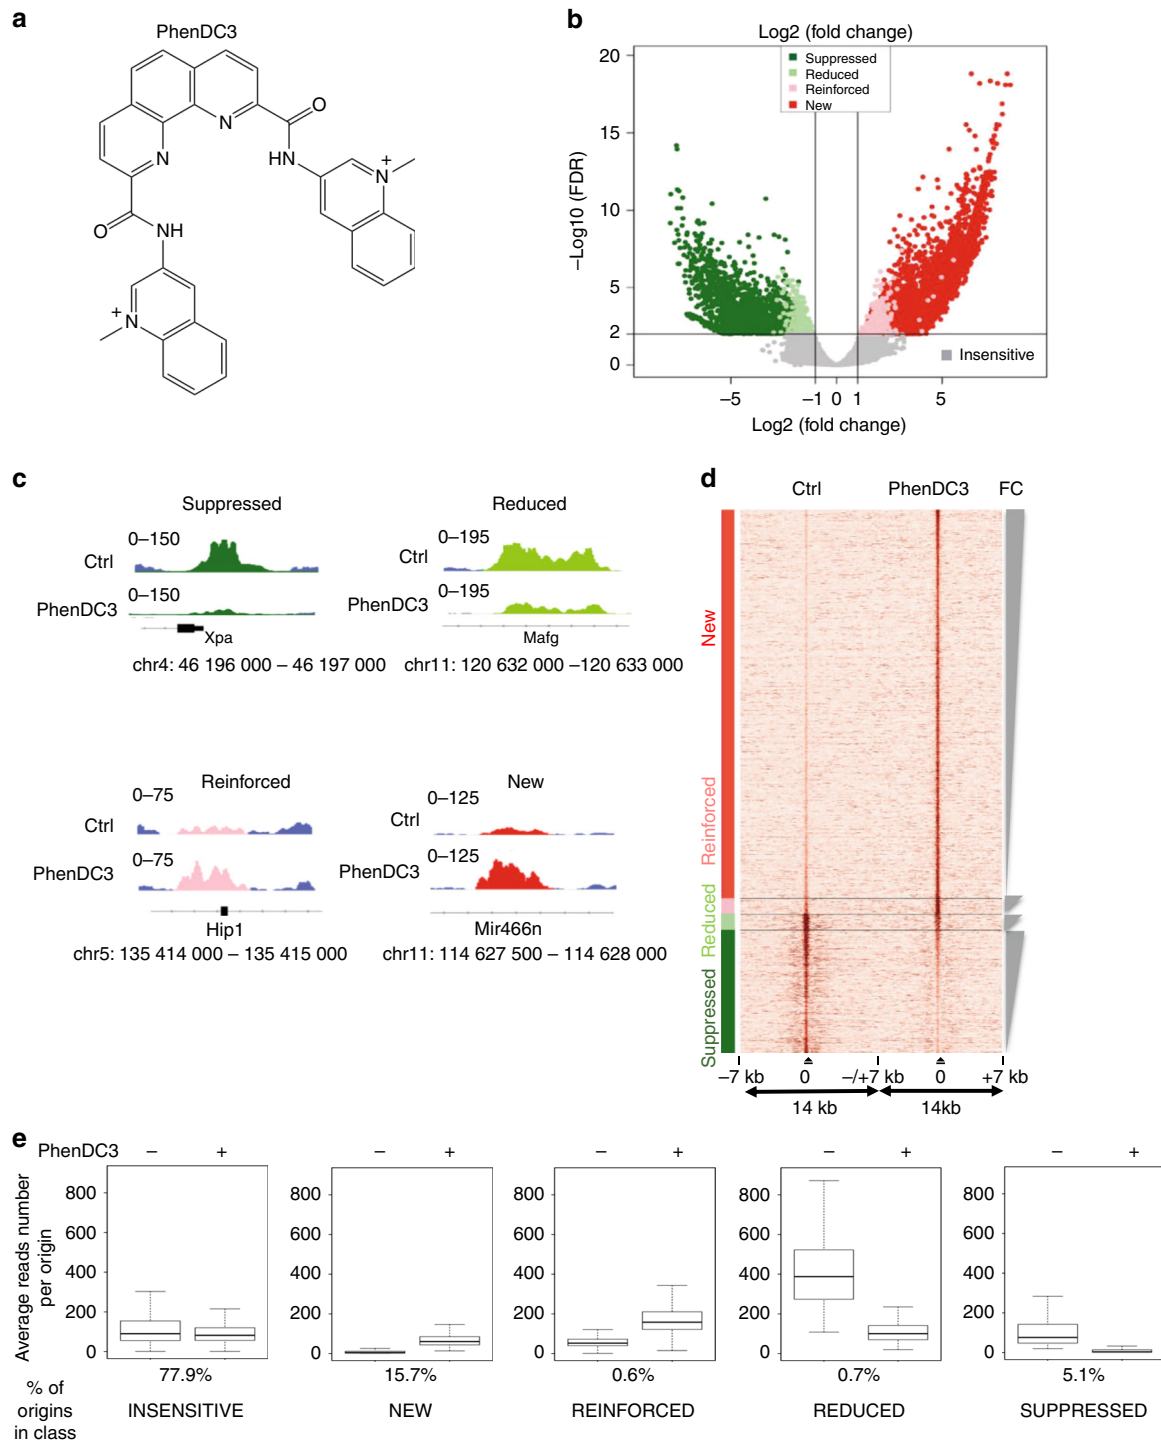 a
PhenDC3
N
N
O
HN
N
+
O
NH
N
+
b
Log2 (fold change)
Suppressed
Reduced
Reinforced
New
20
15
10
5
2
0
–Log10 (FDR)
Insensitive
–5
–1
0
1
5
Log2 (fold change)
c
Suppressed
0–150
Ctrl
0–150
PhenDC3
Xpa
chr4: 46 196 000 – 46 197 000
Reduced
0–195
Ctrl
0–195
PhenDC3
Mafg
chr11: 120 632 000 –120 633 000
Reinforced
0–75
Ctrl
0–75
PhenDC3
Hip1
chr5: 135 414 000 – 135 415 000
New
0–125
Ctrl
0–125
PhenDC3
Mir466n
chr11: 114 627 500 – 114 628 000
d
Ctrl
PhenDC3
FC
New
Reinforced
Reduced
Suppressed
–7 kb
0
–/+7 kb
0
+7 kb
14 kb
14kb
e
PhenDC3
–
+
–
+
–
+
–
+
–
+
Average reads number
per origin
800
600
400
200
0
800
600
400
200
0
800
600
400
200
0
800
600
400
200
0
800
600
400
200
0
% of
origins
in class
77.9%
15.7%
0.6%
0.7%
5.1%
INSENSITIVE
NEW
REINFORCED
REDUCED
SUPPRESSED